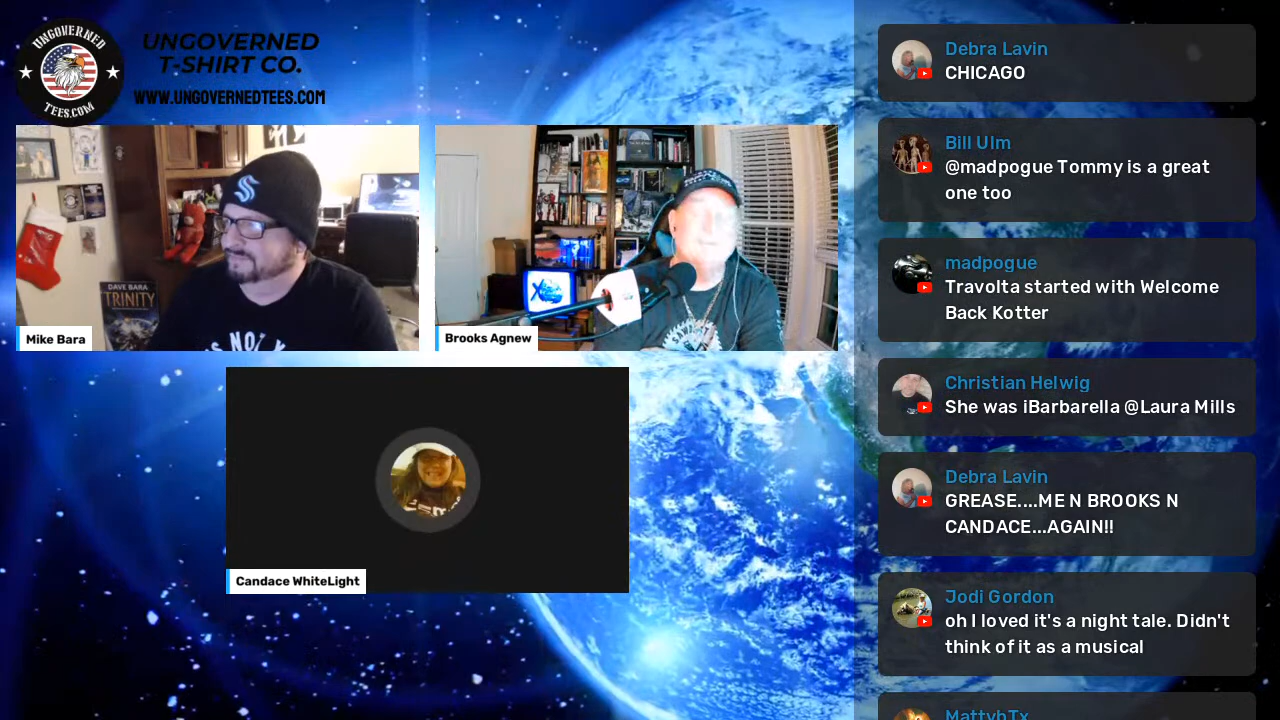 UNGOVERNED
TEES.COM
UNGOVERNED
T-SHIRT CO.
WWW.UNGOVERNEDTEES.COM
DAVE BARA
TRINITY
Mike Bara
Brooks Agnew
Candace WhiteLight
Debra Lavin
CHICAGO
Bill Ulm
@madpogue Tommy is a great
one too
madpogue
Travolta started with Welcome
Back Kotter
Christian Helwig
She was iBarbarella @Laura Mills
Debra Lavin
GREASE....ME N BROOKS N
CANDACE...AGAIN!!
Jodi Gordon
oh I loved it's a night tale. Didn't
think of it as a musical
MattyhTx